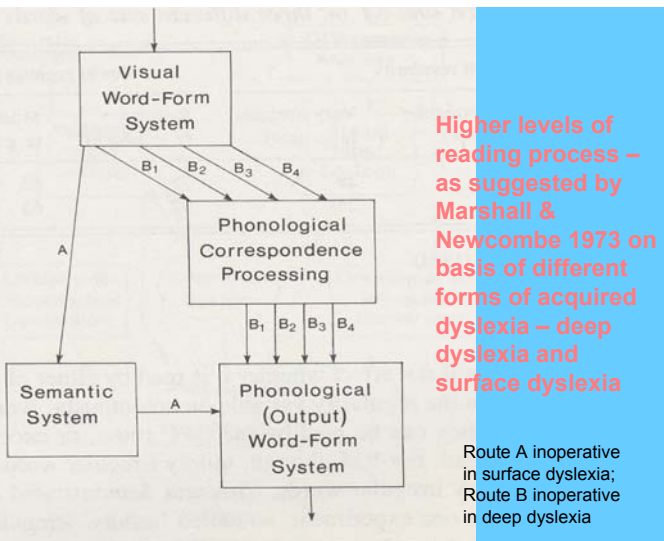 Visual
Word-Form
System
B1
B2
B3
B4
A
Phonological
Correspondence
Processing
B1
B2
B3
B4
Semantic
System
A
Phonological
(Output)
Word-Form
System
Higher levels of
reading process –
as suggested by
Marshall &
Newcombe 1973 on
basis of different
forms of acquired
dyslexia – deep
dyslexia and
surface dyslexia
Route A inoperative
in surface dyslexia;
Route B inoperative
in deep dyslexia